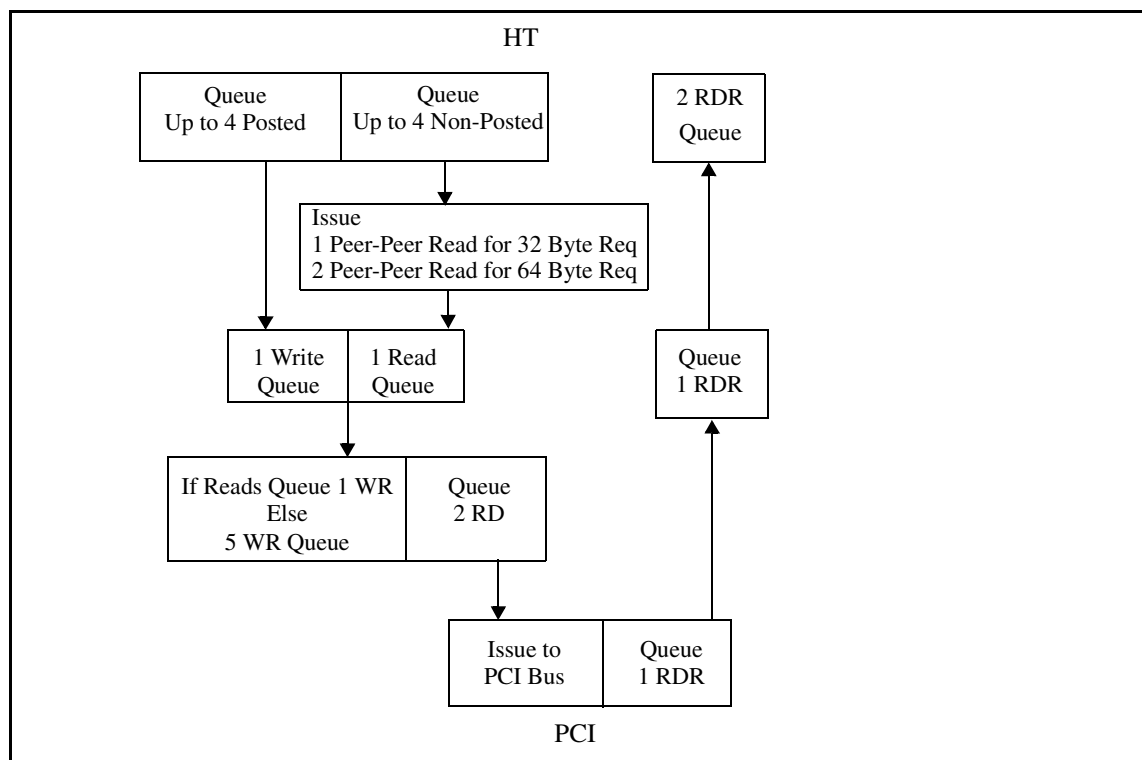 HT
Queue
Up to 4 Posted
Queue
Up to 4 Non-Posted
2 RDR
Queue
Issue
1 Peer-Peer Read for 32 Byte Req
2 Peer-Peer Read for 64 Byte Req
1 Write
Queue
1 Read
Queue
Queue
1 RDR
If Reads Queue 1 WR
Else
5 WR Queue
Queue
2 RD
Issue to
PCI Bus
Queue
1 RDR
PCI